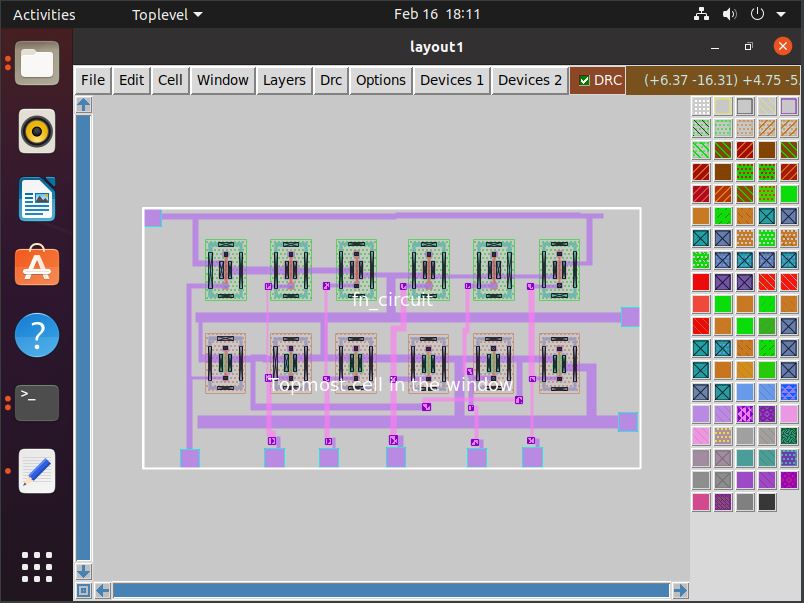 Activities
Toplevel
Feb 16 18:11
layout1
File Edit Cell Window Layers Drc Options Devices 1 Devices 2 DRC (+6.37 -16.31) +4.75 -5
fn_circuit
Topmost cell in the window